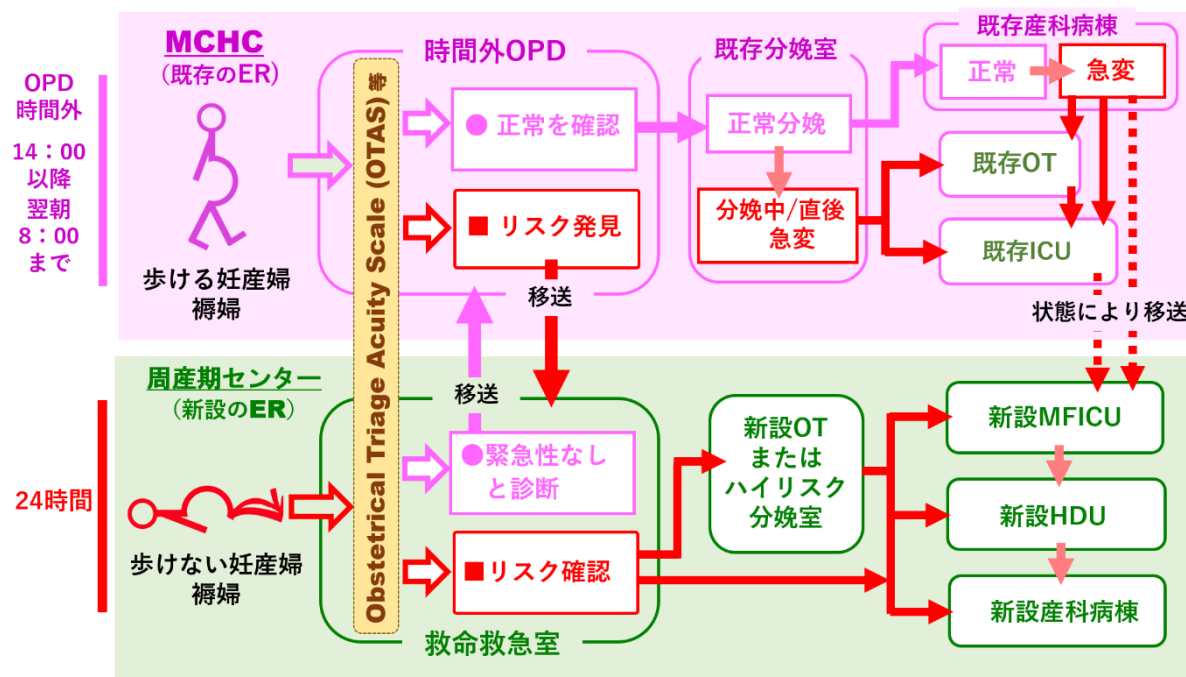 MCHC
(既存のER)
OPD
時間外
14：00
以降
翌朝
8：00
まで
歩ける妊産婦
褥婦
Obstetrical Triage Acuity Scale (OTAS) 等
時間外OPD
● 正常を確認
■ リスク発見
移送
既存分娩室
正常分娩
分娩中/直後
急変
既存産科病棟
正常
急変
既存OT
既存ICU
状態により移送
周産期センター
(新設のER)
24時間
歩けない妊産婦
褥婦
移送
●緊急性なし
と診断
■リスク確認
救命救急室
新設OT
または
ハイリスク
分娩室
新設MFICU
新設HDU
新設産科病棟